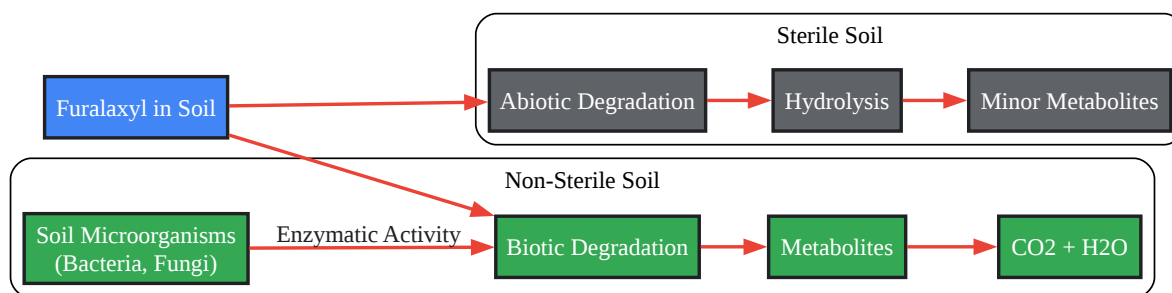 Sterile Soil
Furalaxyl in Soil
Abiotic Degradation
Hydrolysis
Minor Metabolites
Non-Sterile Soil
Soil Microorganisms
(Bacteria, Fungi)
Enzymatic Activity
Biotic Degradation
Metabolites
CO2 + H2O